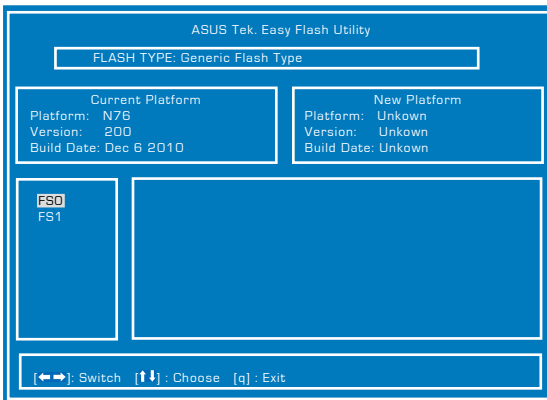 ASUS Tek. Easy Flash Utility
FLASH TYPE: Generic Flash Type
Current Platform
Platform: N76
Version: 200
Build Date: Dec 6 2010
New Platform
Platform: Unkown
Version: Unkown
Build Date: Unkown
FS0
FS1
[←→]: Switch [↑↓] : Choose [q] : Exit